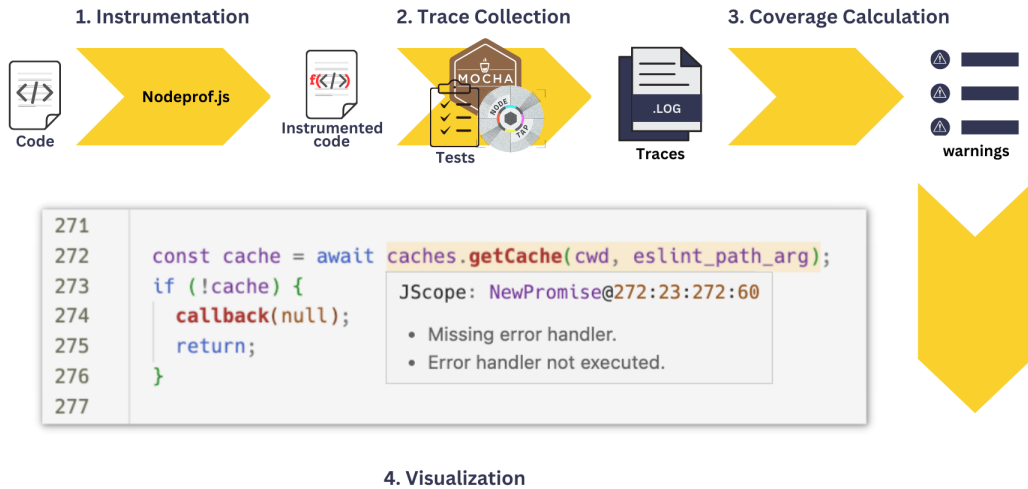 1. Instrumentation
2. Trace Collection
3. Coverage Calculation
</>
Code
Nodeprof.js
f(</>)
Instrumented
code
MOCHA
NODE
TAP
Tests
.LOG
Traces
warnings
271
272 const cache = await caches.getCache(cwd, eslint_path_arg);
273 if (!cache) {
274 callback(null);
275 return;
276 }
277
JScope: NewPromise@272:23:272:60
• Missing error handler.
• Error handler not executed.
4. Visualization